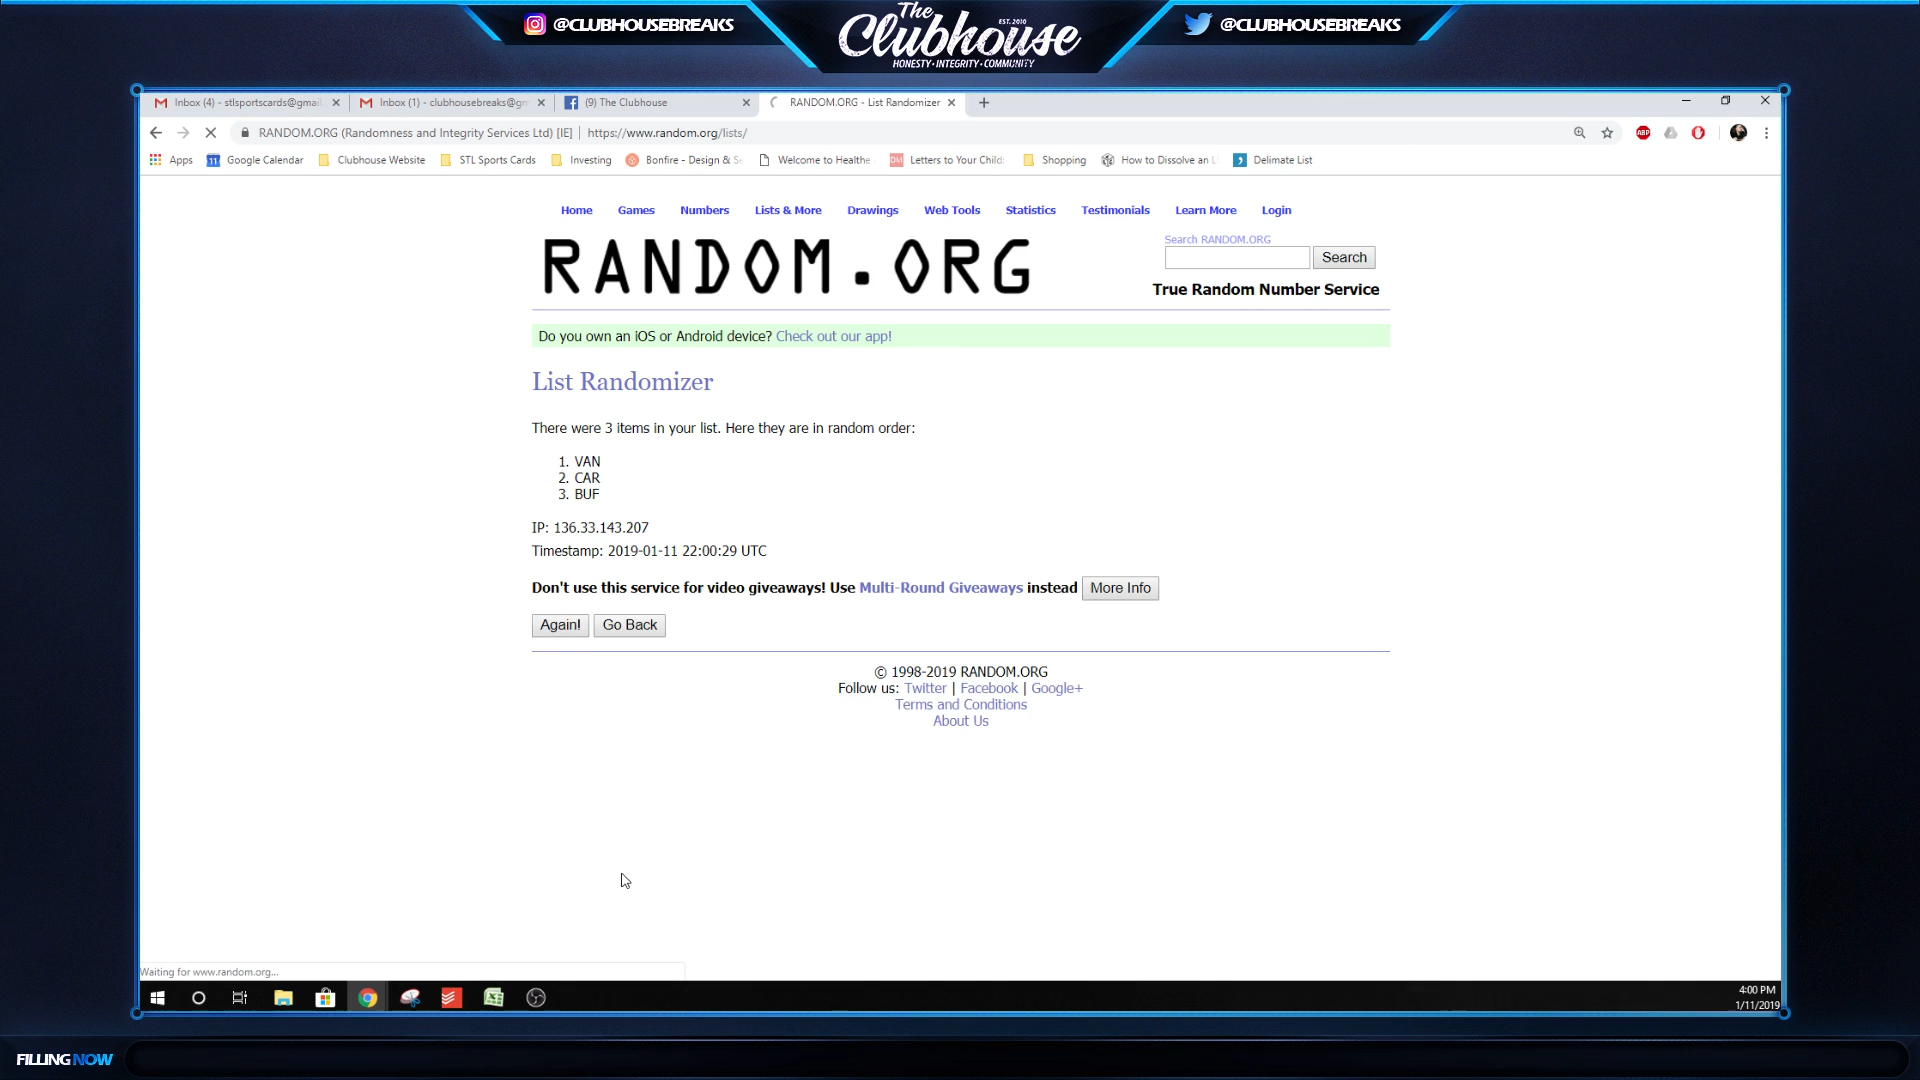 @CLUBHOUSEBREAKS
The Clubhouse
EST. 2010
HONESTY·INTEGRITY·COMMUNITY
@CLUBHOUSEBREAKS
Inbox (4) - stlsportscards@gmail
Inbox (1) - clubhousebreaks@gm
(9) The Clubhouse
RANDOM.ORG - List Randomizer
RANDOM.ORG (Randomness and Integrity Services Ltd) [IE] | https://www.random.org/lists/
ABP
Apps
Google Calendar
Clubhouse Website
STL Sports Cards
Investing
Bonfire - Design & Se
Welcome to Healthe
Letters to Your Child:
Shopping
How to Dissolve an L
Delimate List
Home Games Numbers Lists & More Drawings Web Tools Statistics Testimonials Learn More Login
RANDOM.ORG
Search RANDOM.ORG
Search
True Random Number Service
Do you own an iOS or Android device? Check out our app!
List Randomizer
There were 3 items in your list. Here they are in random order:
1. VAN
2. CAR
3. BUF
IP: 136.33.143.207
Timestamp: 2019-01-11 22:00:29 UTC
Don't use this service for video giveaways! Use Multi-Round Giveaways instead More Info
Again! Go Back
© 1998-2019 RANDOM.ORG
Follow us: Twitter | Facebook | Google+
Terms and Conditions
About Us
Waiting for www.random.org...
4:00 PM
1/11/2019
FILLING NOW